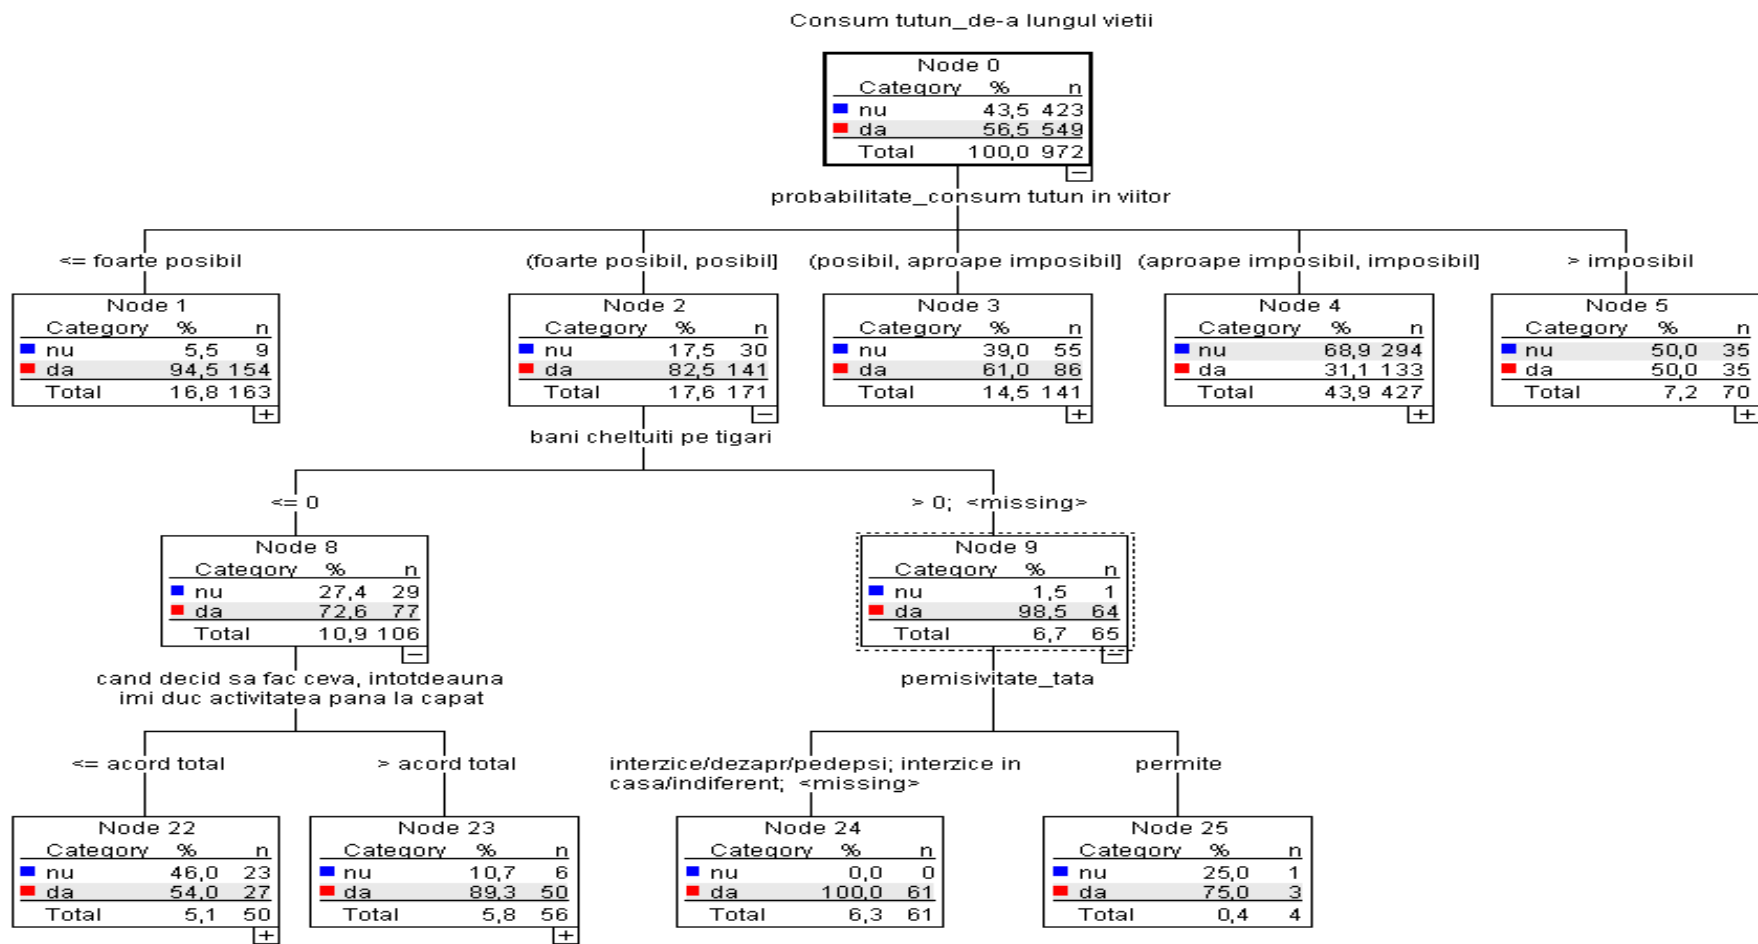 Consum tutun_de-a lungul vietii
Node 0
Category % n
nu 43,5 423
da 56,5 549
Total 100,0 972
probabilitate_consum tutun in viitor
<= foarte posibil
(foarte posibil, posibil]
(posibil, aproape imposibil]
(aproape imposibil, imposibil]
> imposibil
Node 1
Category % n
nu 5,5 9
da 94,5 154
Total 16,8 163
Node 2
Category % n
nu 17,5 30
da 82,5 141
Total 17,6 171
Node 3
Category % n
nu 39,0 55
da 61,0 86
Total 14,5 141
Node 4
Category % n
nu 68,9 294
da 31,1 133
Total 43,9 427
Node 5
Category % n
nu 50,0 35
da 50,0 35
Total 7,2 70
bani cheltuiti pe tigari
<= 0
> 0; <missing>
Node 8
Category % n
nu 27,4 29
da 72,6 77
Total 10,9 106
Node 9
Category % n
nu 1,5 1
da 98,5 64
Total 6,7 65
cand decid sa fac ceva, intotdeauna
imi duc activitatea pana la capat
pemisivitate_tata
<= acord total
> acord total
interzice/dezapr/pedepsi; interzice in
casa/indiferent; <missing>
permite
Node 22
Category % n
nu 46,0 23
da 54,0 27
Total 5,1 50
Node 23
Category % n
nu 10,7 6
da 89,3 50
Total 5,8 56
Node 24
Category % n
nu 0,0 0
da 100,0 61
Total 6,3 61
Node 25
Category % n
nu 25,0 1
da 75,0 3
Total 0,4 4